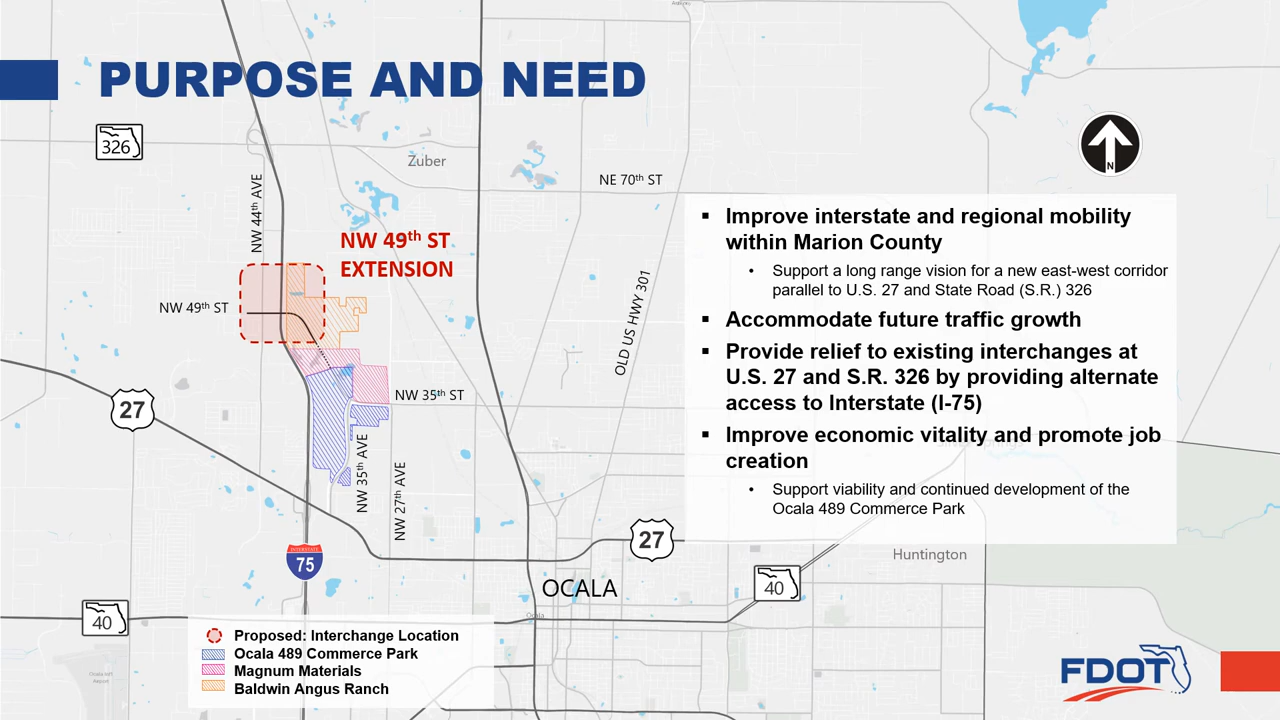 PURPOSE AND NEED
326
Zuber
NE 70th ST
NW 44th AVE
N
NW 49th ST
EXTENSION
NW 49th ST
OLD US HWY 301
▪ Improve interstate and regional mobility
within Marion County
• Support a long range vision for a new east-west corridor
parallel to U.S. 27 and State Road (S.R.) 326
▪ Accommodate future traffic growth
▪ Provide relief to existing interchanges at
U.S. 27 and S.R. 326 by providing alternate
access to Interstate (I-75)
▪ Improve economic vitality and promote job
creation
• Support viability and continued development of the
Ocala 489 Commerce Park
27
NW 35th ST
NW 35th AVE
NW 27th AVE
27
Huntington
INTERSTATE
75
OCALA
Ocala
40
40
Proposed: Interchange Location
Ocala 489 Commerce Park
Magnum Materials
Baldwin Angus Ranch
FDOT